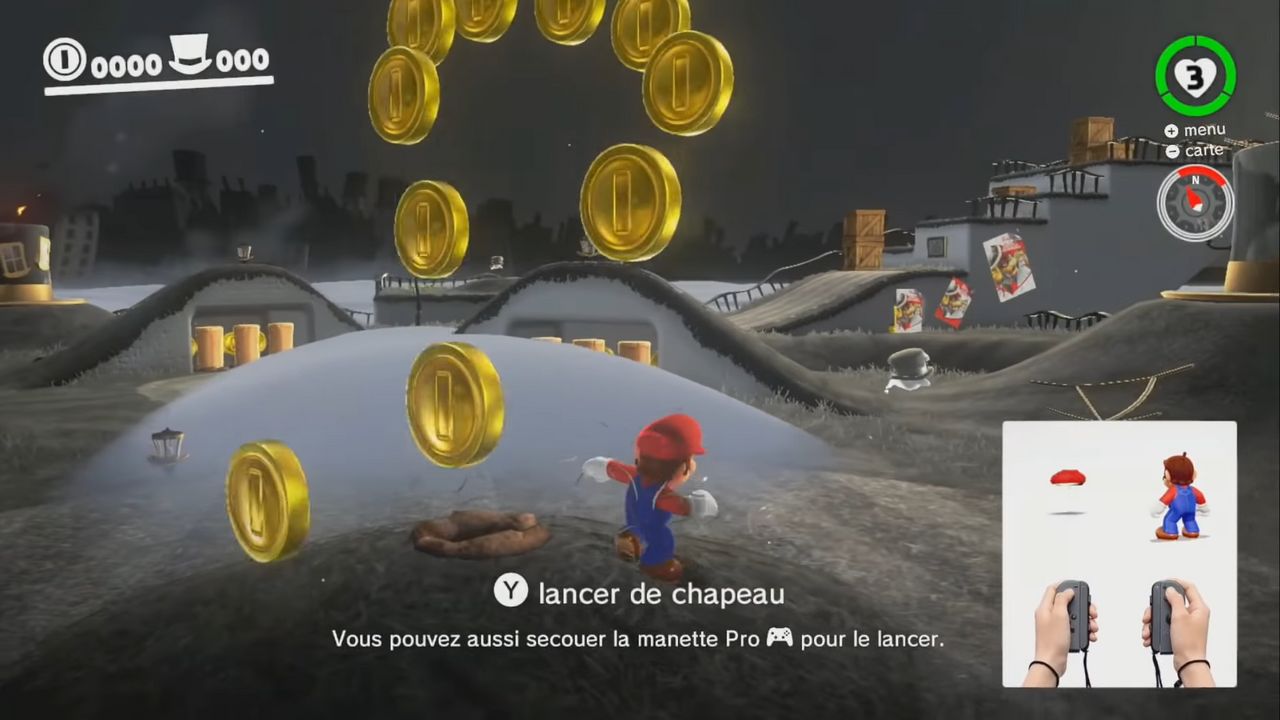 0000 000
3
+ menu
- carte
N
Y lancer de chapeau
Vous pouvez aussi secouer la manette Pro pour le lancer.